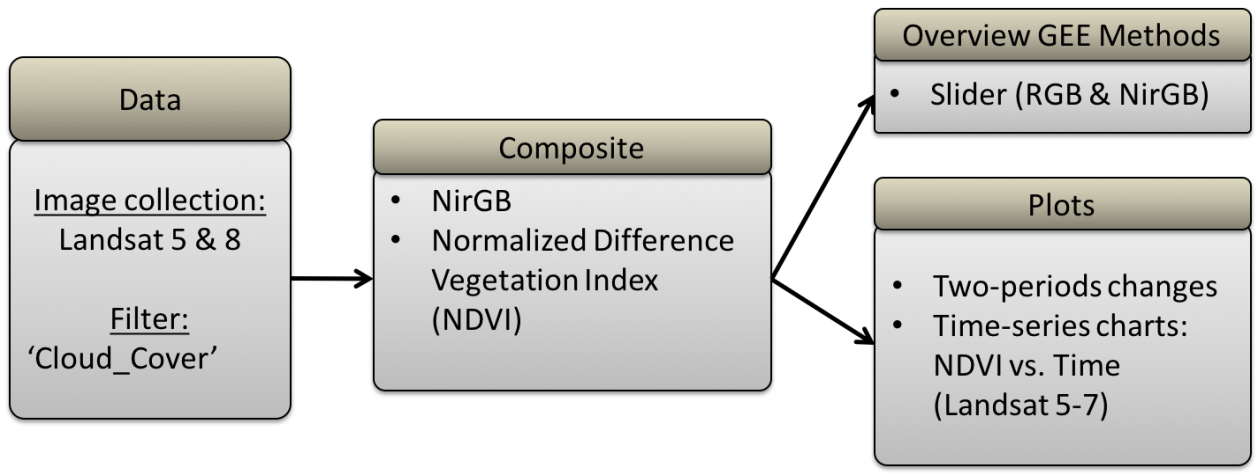 Data
Image collection:
Landsat 5 & 8
Filter:
‘Cloud_Cover’
Composite
• NirGB
• Normalized Difference
Vegetation Index
(NDVI)
Overview GEE Methods
• Slider (RGB & NirGB)
Plots
• Two-periods changes
• Time-series charts:
NDVI vs. Time
(Landsat 5-7)